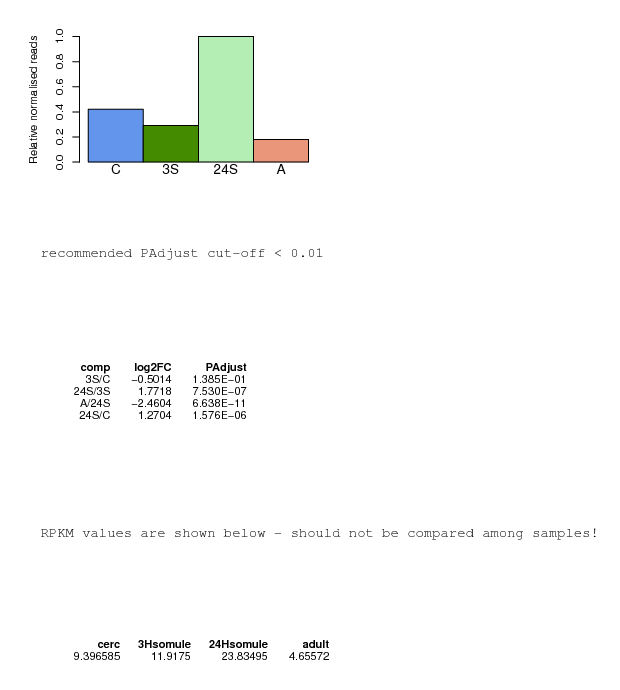 Relative normalised reads
1.0
0.8
0.6
0.4
0.2
0.0
C 3S 24S A
recommended PAdjust cut-off < 0.01
comp log2FC PAdjust
3S/C −0.5014 1.385E−01
24S/3S 1.7718 7.530E−07
A/24S −2.4604 6.638E−11
24S/C 1.2704 1.576E−06
RPKM values are shown below - should not be compared among samples!
cerc 3Hsomule 24Hsomule adult
9.396585 11.9175 23.83495 4.65572